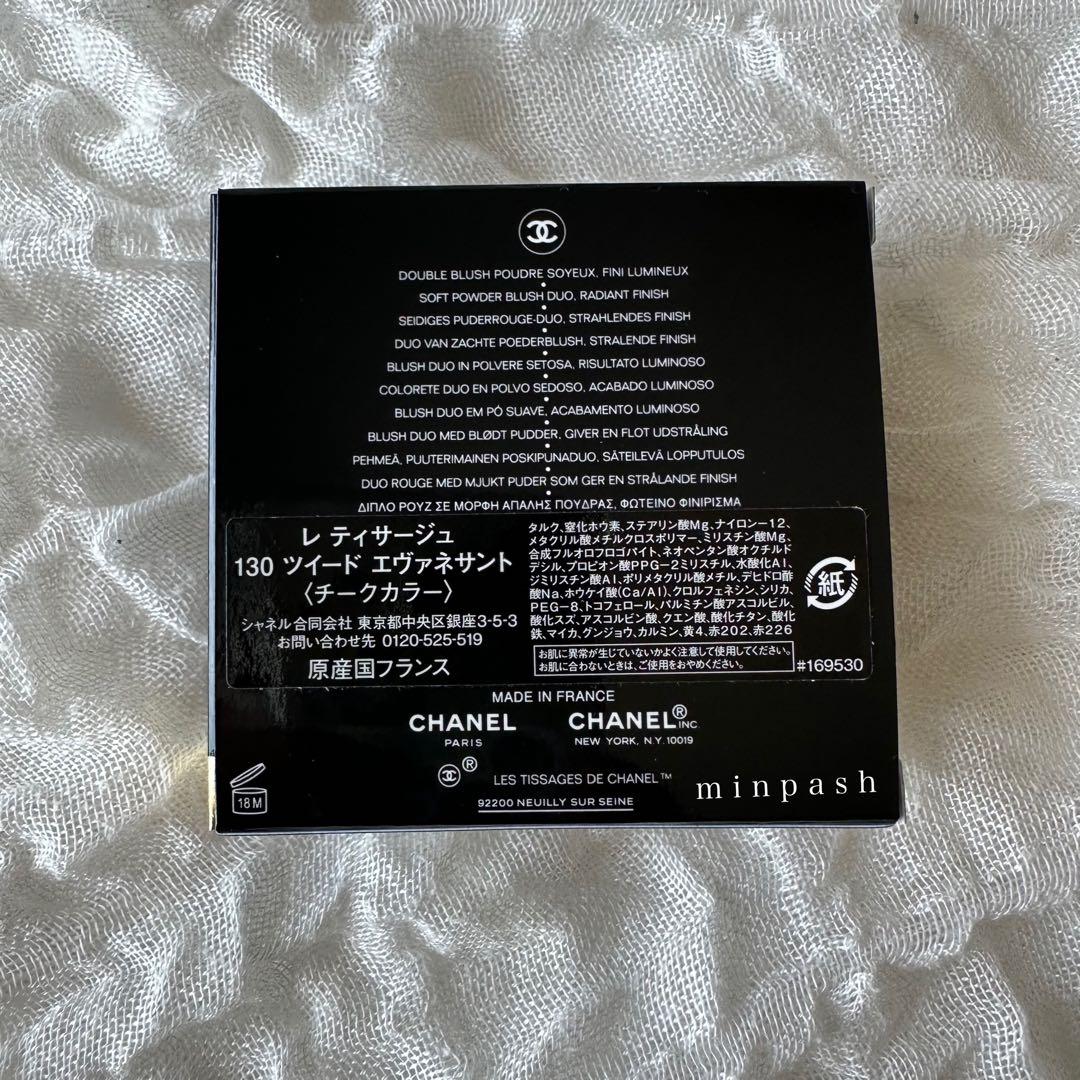 DOUBLE BLUSH POUDRE SOYEUX, FINI LUMINEUX
SOFT POWDER BLUSH DUO, RADIANT FINISH
SEIDIGES PUDERROUGE-DUO, STRAHLENDES FINISH
DUO VAN ZACHTE POEDERBLUSH, STRALENDE FINISH
BLUSH DUO IN POLVERE SETOSA, RISULTATO LUMINOSO
COLORETE DUO EN POLVO SEDOSO, ACABADO LUMINOSO
BLUSH DUO EM PÓ SUAVE, ACABAMENTO LUMINOSO
BLUSH DUO MED BLØDT PUDDER, GIVER EN FLOT UDSTRÅLING
PEHMEÄ, PUUTERIMAINEN POSKIPUNADUO, SÄTEILEVÄ LOPPUTULOS
DUO ROUGE MED MJUKT PUDER SOM GER EN STRÅLANDE FINISH
ΔΙΠΛΟ ΡΟΥΖ ΣΕ ΜΟΡΦΗ ΑΠΑΛΗΣ ΠΟΥΔΡΑΣ, ΦΩΤΕΙΝΟ ΦΙΝΙΡΙΣΜΑ
レ ティサージュ
130 ツイード エヴァネサント
〈チークカラー〉
シャネル合同会社 東京都中央区銀座3-5-3
お問い合わせ先 0120-525-519
原産国フランス
タルク、窒化ホウ素、ステアリン酸Mg、ナイロン-12、
メタクリル酸メチルクロスポリマー、ミリスチン酸Mg、
合成フルオロフロゴパイト、ネオペンタン酸オクチルド
デシル、プロピオン酸PPG-2ミリスチル、水酸化Al、
ジミリスチン酸Al、ポリメタクリル酸メチル、デヒドロ酢
酸Na、ホウケイ酸(Ca/Al)、クロルフェネシン、シリカ、
PEG-8、トコフェロール、パルミチン酸アスコルビル、
酸化スズ、アスコルビン酸、クエン酸、酸化チタン、酸化
鉄、マイカ、グンジョウ、カルミン、黄4、赤202、赤226
お肌に異常が生じていないかよく注意して使用してください。
お肌に合わないときは、ご使用をおやめください。
紙
#169530
MADE IN FRANCE
CHANEL
PARIS
CHANEL® INC.
NEW YORK, N.Y. 10019
® LES TISSAGES DE CHANEL™
92200 NEUILLY SUR SEINE
18 M
minpash